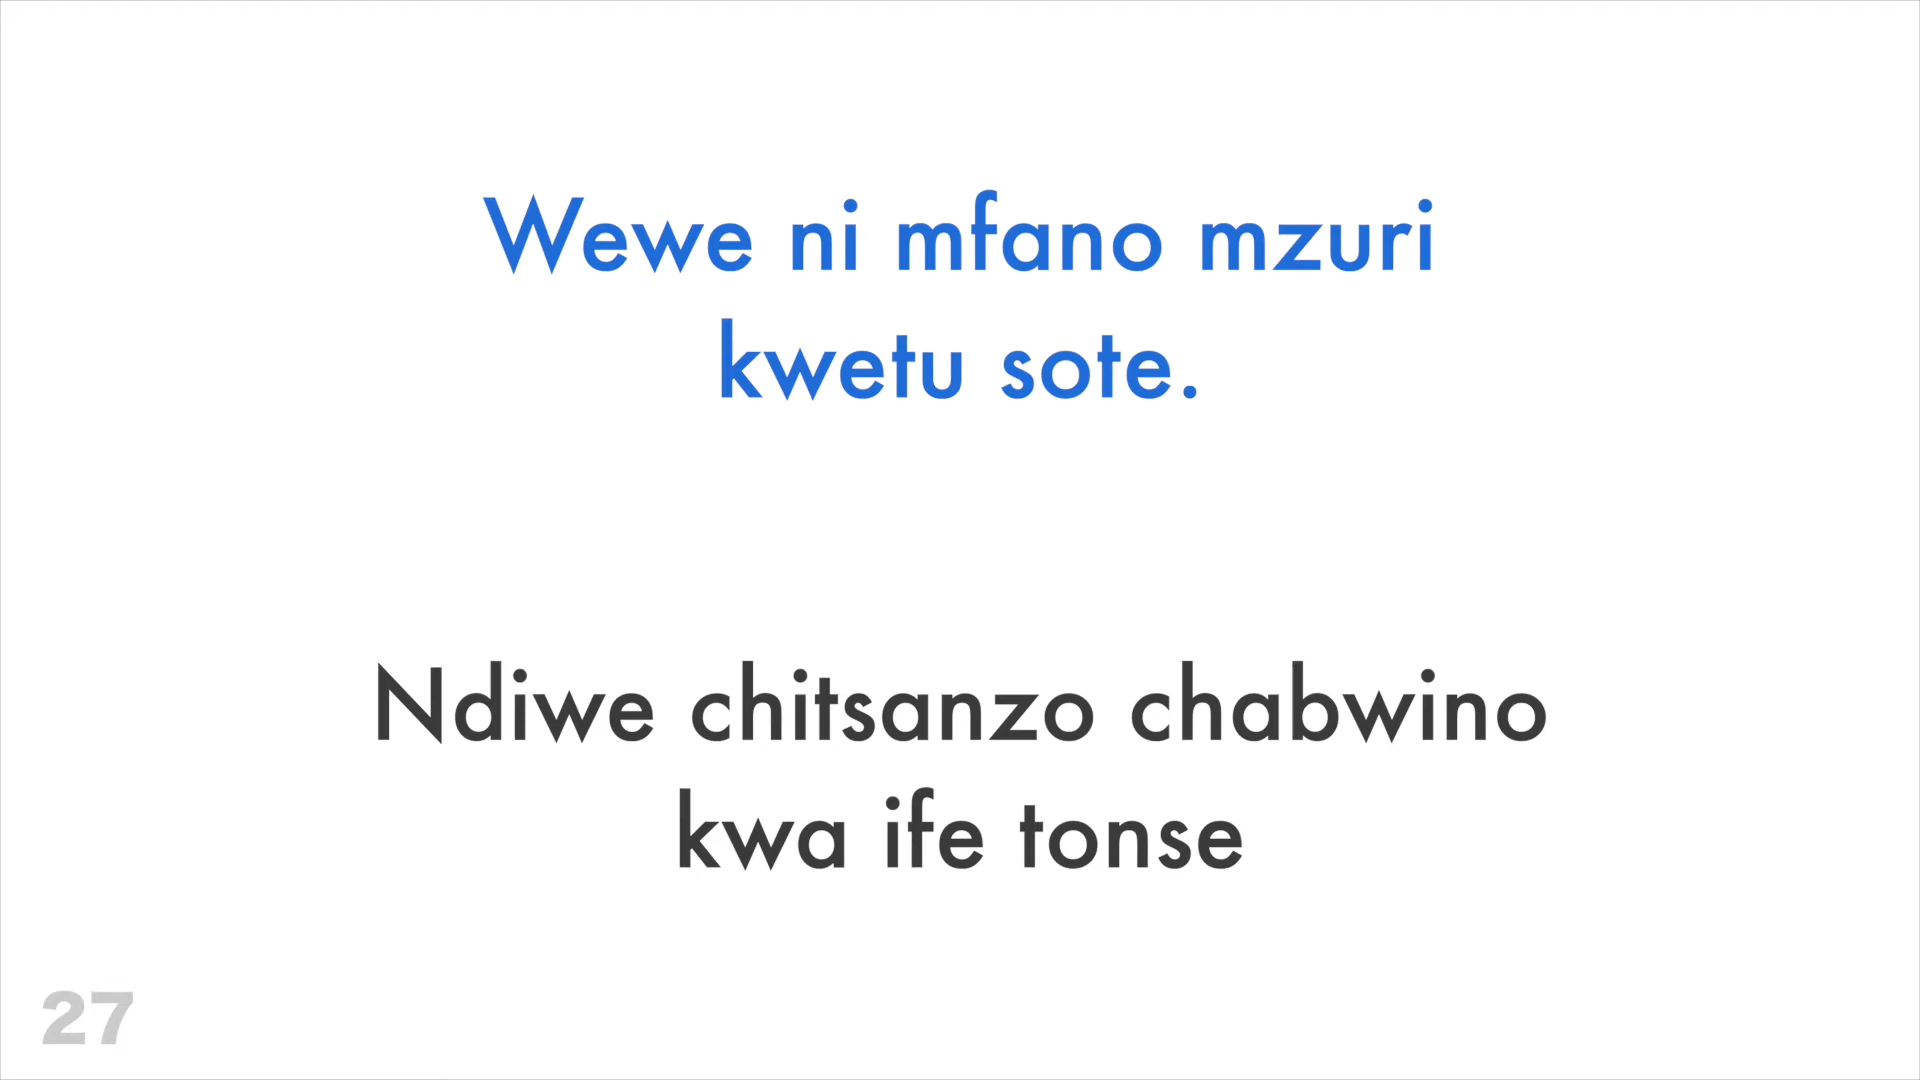 Wewe ni mfano mzuri
kwetu sote.
Ndiwe chitsanzo chabwino
kwa ife tonse
27